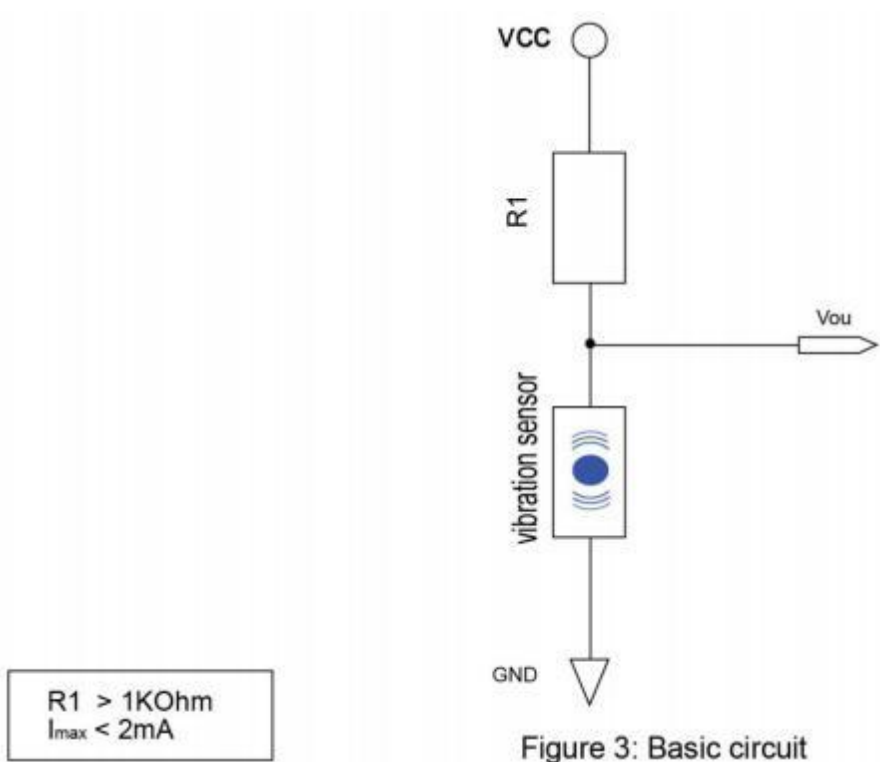 VCC
R1
Vou
vibration sensor
GND
R1 > 1KOhm
Imax < 2mA
Figure 3: Basic circuit